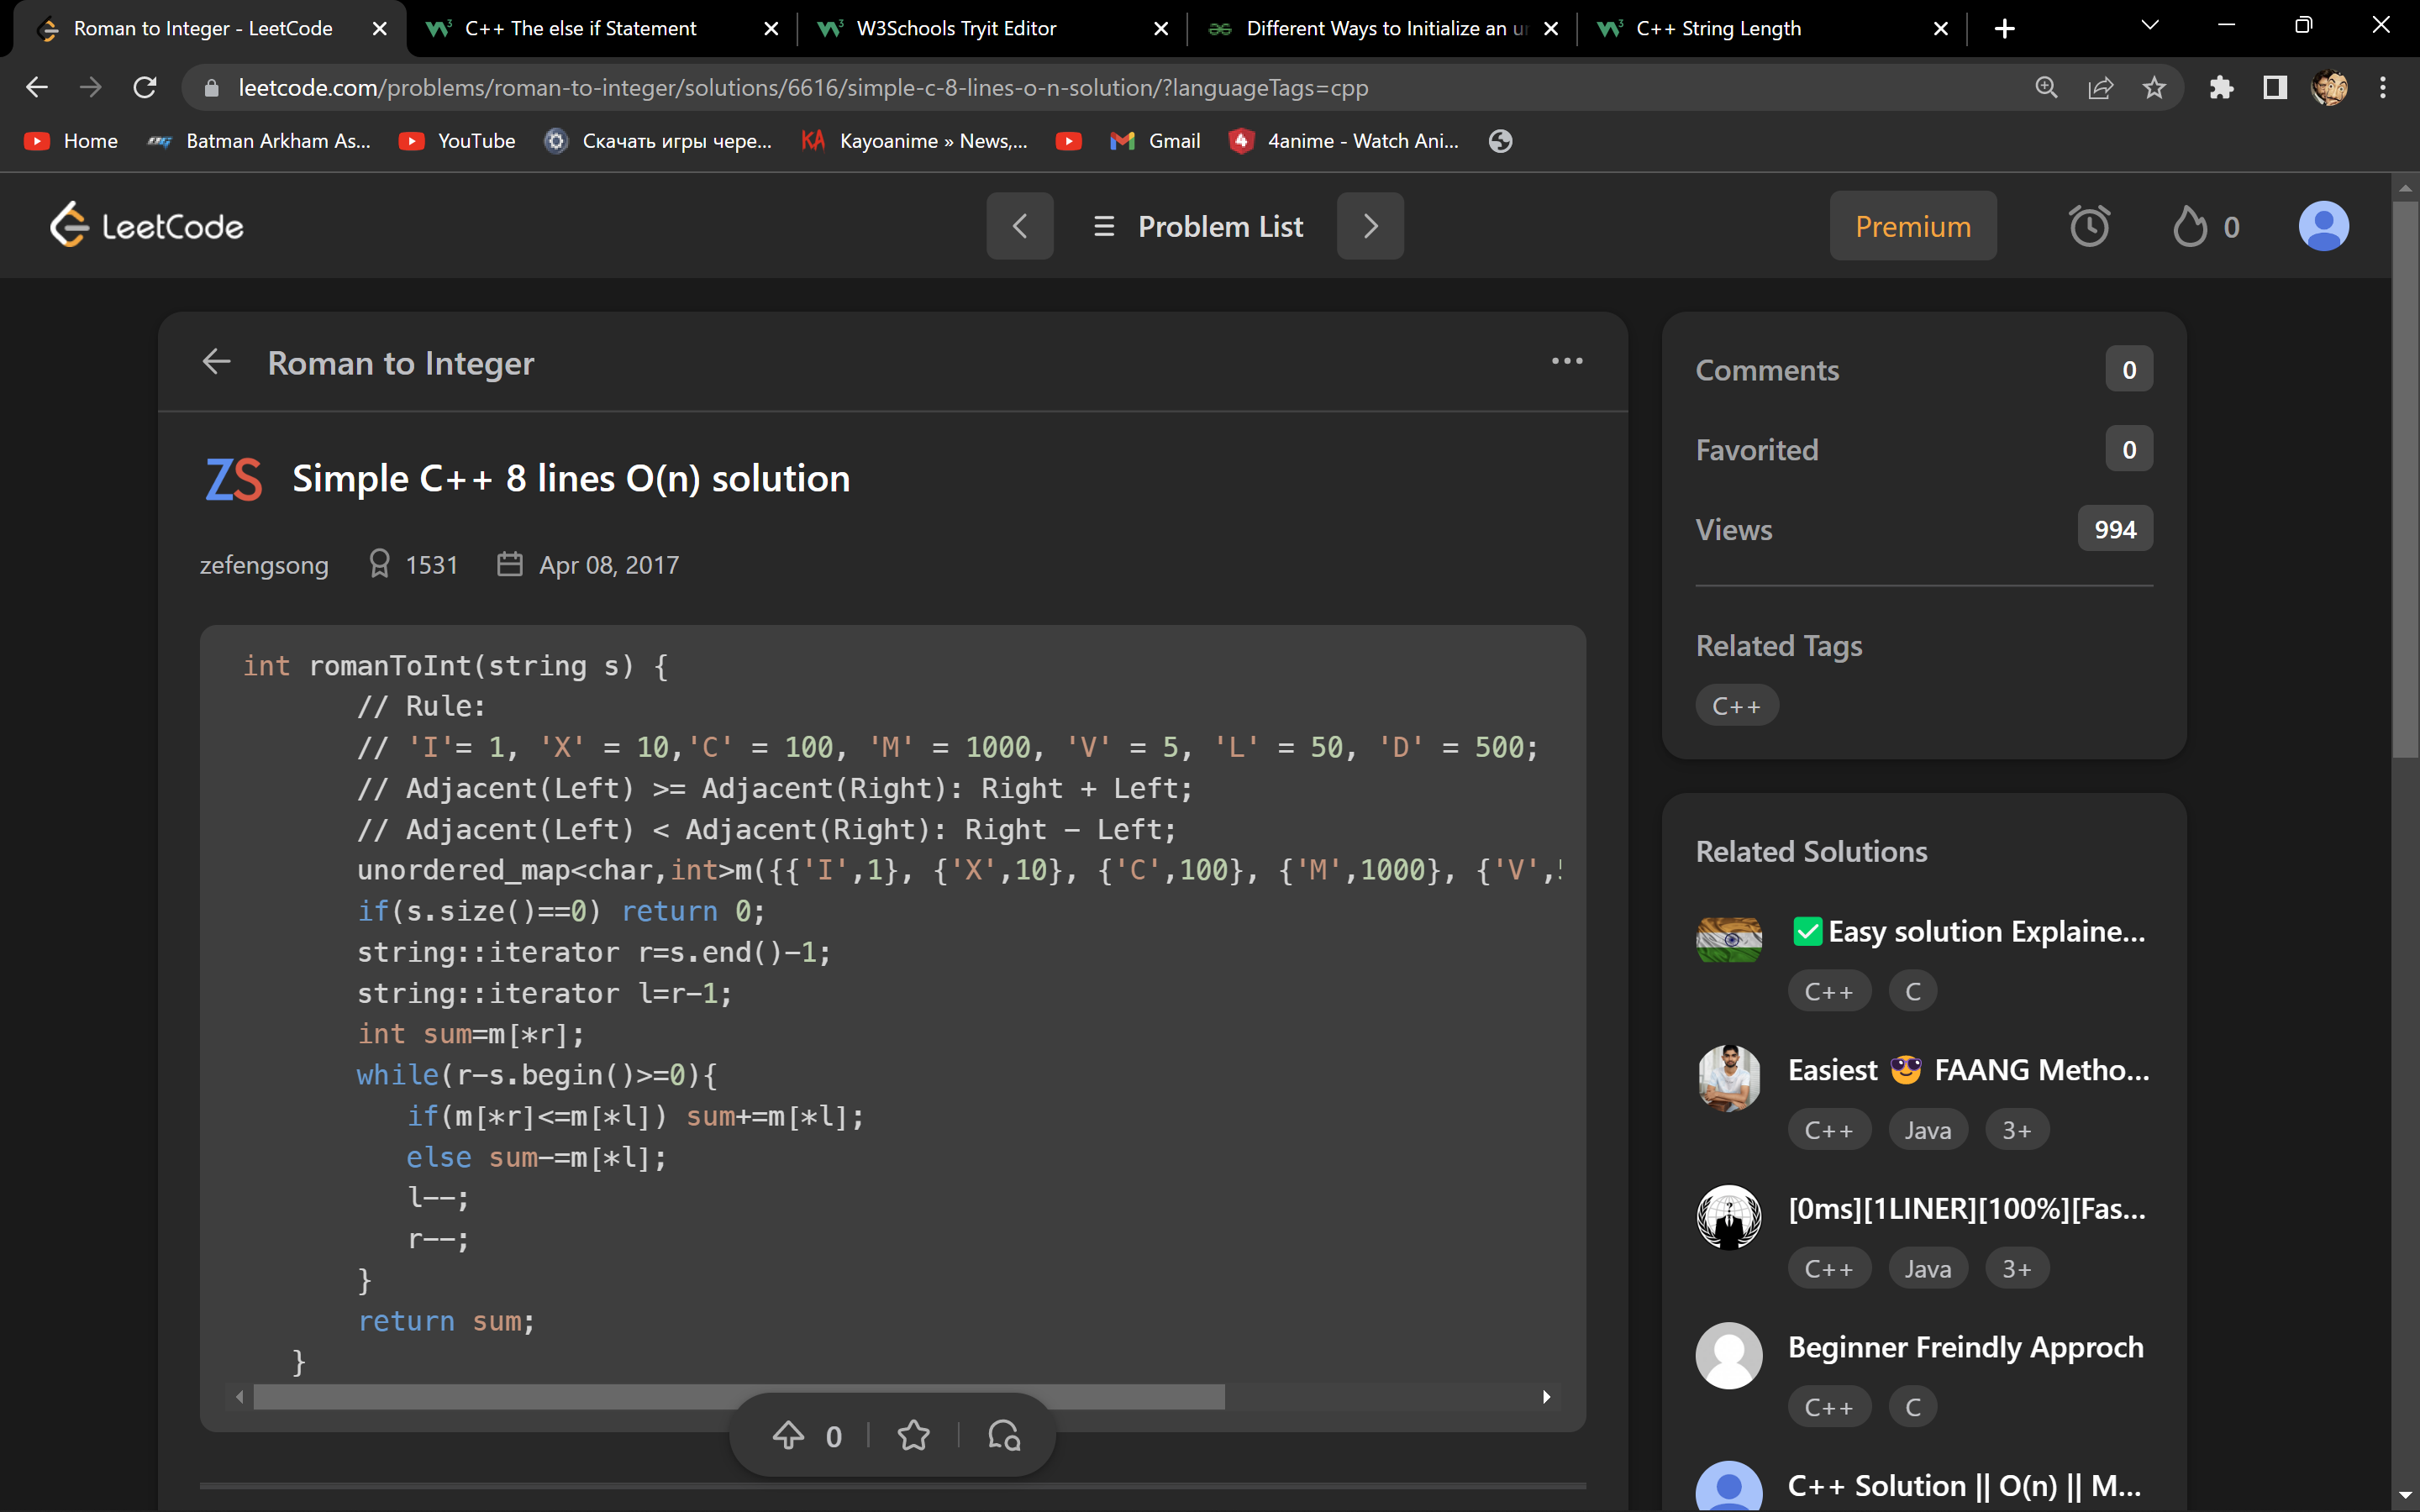 Roman to Integer - LeetCode
C++ The else if Statement
W3Schools Tryit Editor
Different Ways to Initialize an
C++ String Length
leetcode.com/problems/roman-to-integer/solutions/6616/simple-c-8-lines-o-n-solution/?languageTags=cpp
Home
Batman Arkham As...
YouTube
Скачать игры чере...
KA
Kayoanime » News,...
Gmail
4anime - Watch Ani...
LeetCode
Problem List
Premium
0
Roman to Integer
ZS
Simple C++ 8 lines O(n) solution
zefengsong
1531
Apr 08, 2017
int romanToInt(string s) {
// Rule:
// 'I'= 1, 'X' = 10,'C' = 100, 'M' = 1000, 'V' = 5, 'L' = 50, 'D' = 500;
// Adjacent(Left) >= Adjacent(Right): Right + Left;
// Adjacent(Left) < Adjacent(Right): Right - Left;
unordered_map<char,int>m({{'I',1}, {'X',10}, {'C',100}, {'M',1000}, {'V',
if(s.size()==0) return 0;
string::iterator r=s.end()-1;
string::iterator l=r-1;
int sum=m[*r];
while(r-s.begin()>=0){
if(m[*r]<=m[*l]) sum+=m[*l];
else sum-=m[*l];
l--;
r--;
}
return sum;
}
0
Comments
0
Favorited
0
Views
994
Related Tags
C++
Related Solutions
✅Easy solution Explaine...
C++
C
Easiest 😎 FAANG Metho...
C++
Java
3+
[0ms][1LINER][100%][Fas...
C++
Java
3+
Beginner Freindly Approch
C++
C
C++ Solution || O(n) || M...